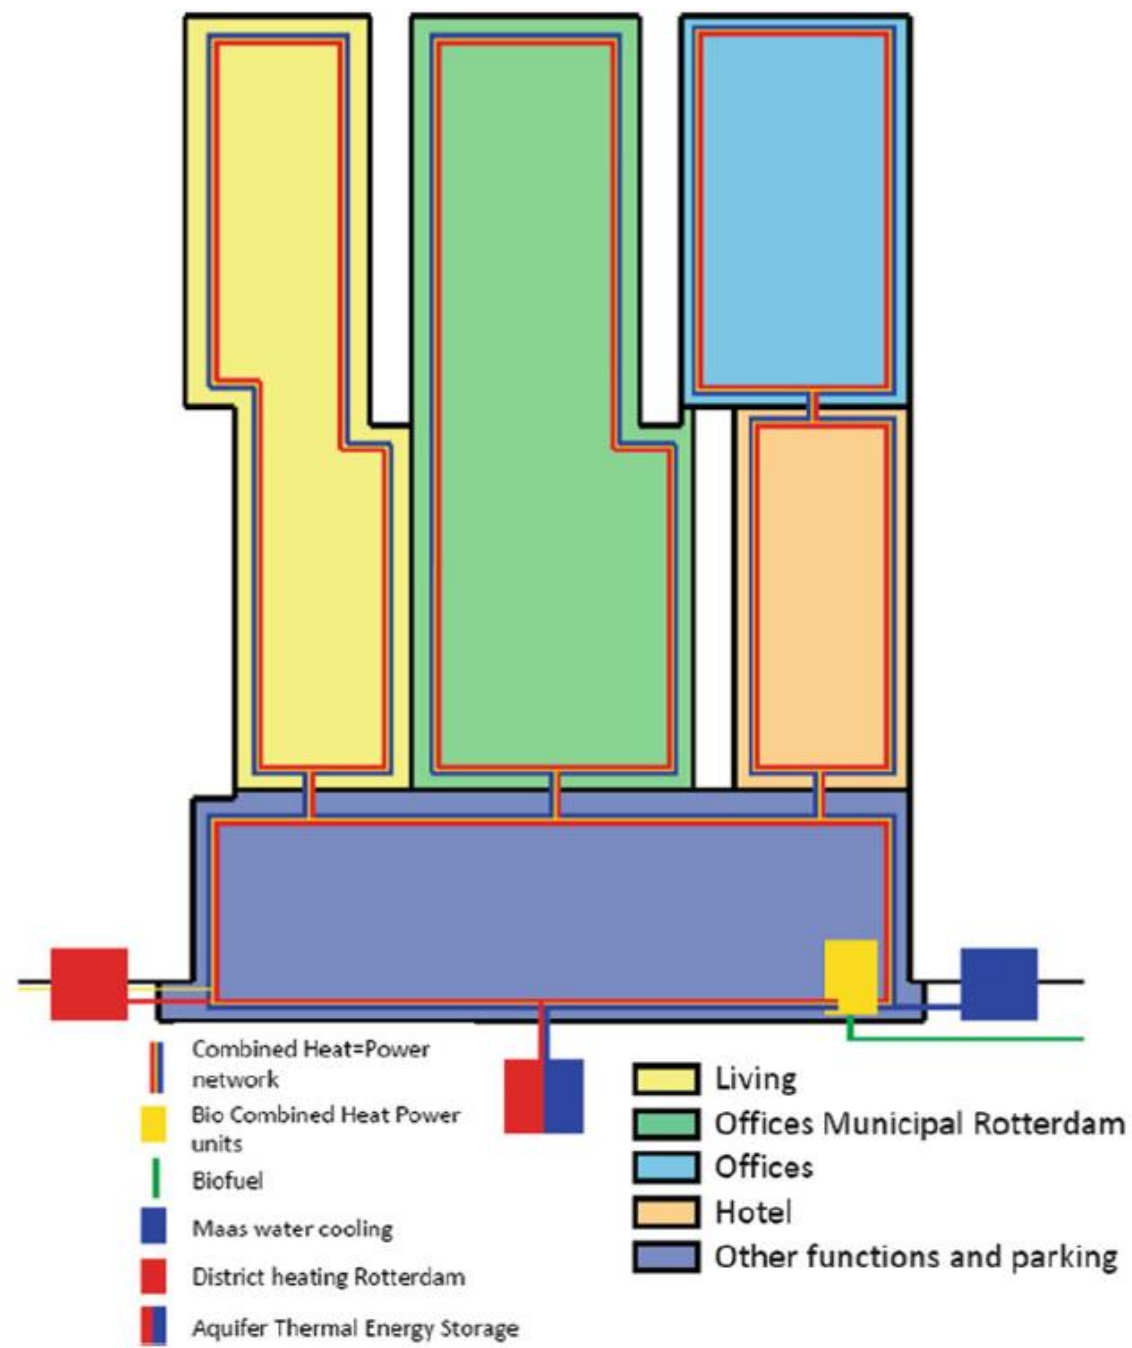 Combined Heat=Power
network
Bio Combined Heat Power
units
Biofuel
Maas water cooling
District heating Rotterdam
Aquifer Thermal Energy Storage
Living
Offices Municipal Rotterdam
Offices
Hotel
Other functions and parking